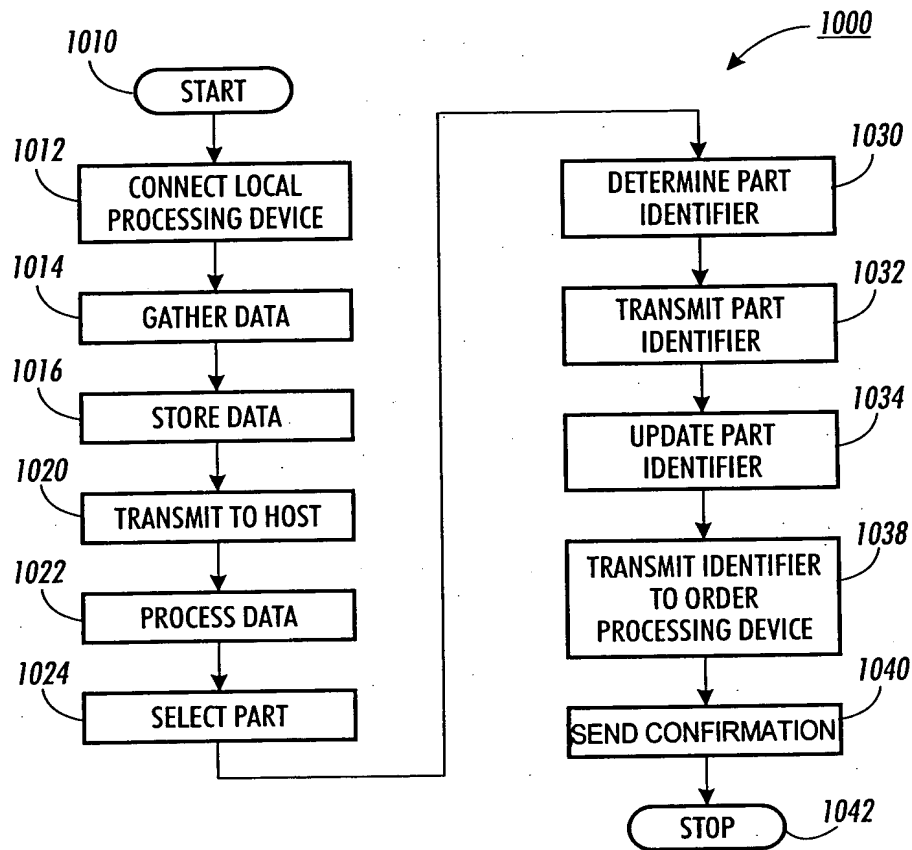 1000
1010
START
1012
CONNECT LOCAL
PROCESSING DEVICE
1014
GATHER DATA
1016
STORE DATA
1020
TRANSMIT TO HOST
1022
PROCESS DATA
1024
SELECT PART
1030
DETERMINE PART
IDENTIFIER
1032
TRANSMIT PART
IDENTIFIER
1034
UPDATE PART
IDENTIFIER
1038
TRANSMIT IDENTIFIER
TO ORDER
PROCESSING DEVICE
1040
SEND CONFIRMATION
STOP
1042